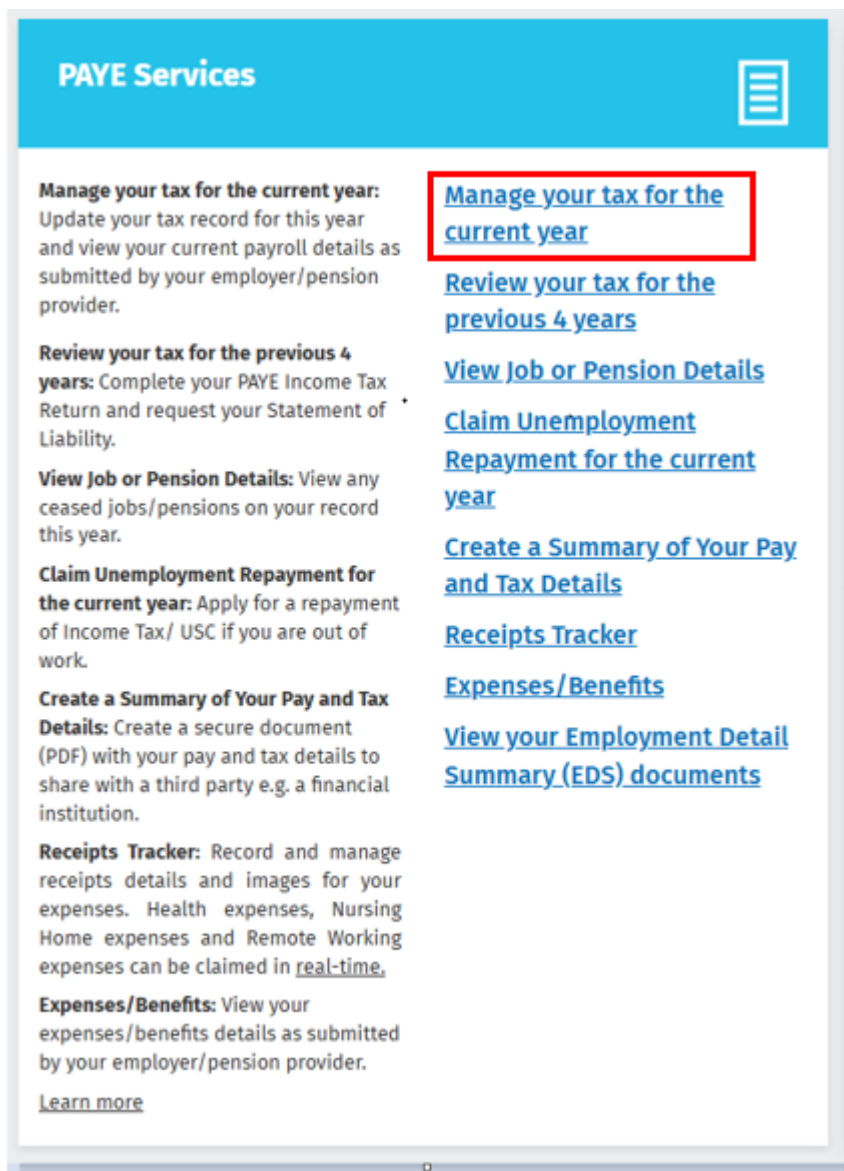 PAYE Services
Manage your tax for the current year:
Update your tax record for this year
and view your current payroll details as
submitted by your employer/pension
provider.
Review your tax for the previous 4
years: Complete your PAYE Income Tax
Return and request your Statement of
Liability.
View Job or Pension Details: View any
ceased jobs/pensions on your record
this year.
Claim Unemployment Repayment for
the current year: Apply for a repayment
of Income Tax/ USC if you are out of
work.
Create a Summary of Your Pay and Tax
Details: Create a secure document
(PDF) with your pay and tax details to
share with a third party e.g. a financial
institution.
Receipts Tracker: Record and manage
receipts details and images for your
expenses. Health expenses, Nursing
Home expenses and Remote Working
expenses can be claimed in real-time.
Expenses/Benefits: View your
expenses/benefits details as submitted
by your employer/pension provider.
Learn more
Manage your tax for the
current year
Review your tax for the
previous 4 years
View Job or Pension Details
Claim Unemployment
Repayment for the current
year
Create a Summary of Your Pay
and Tax Details
Receipts Tracker
Expenses/Benefits
View your Employment Detail
Summary (EDS) documents